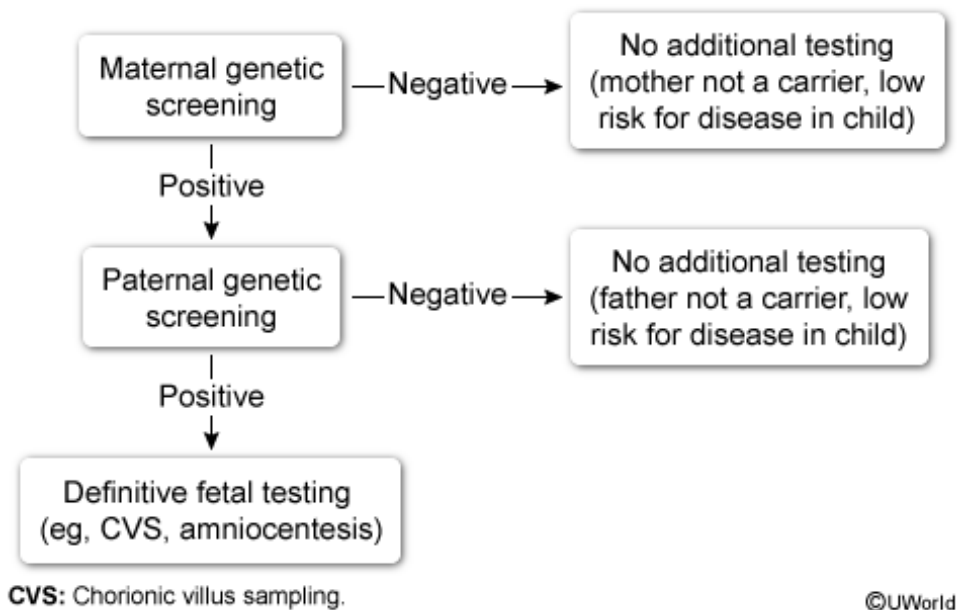 Maternal genetic
screening
Negative
No additional testing
(mother not a carrier, low
risk for disease in child)
Positive
Paternal genetic
screening
Negative
No additional testing
(father not a carrier, low
risk for disease in child)
Positive
Definitive fetal testing
(eg, CVS, amniocentesis)
CVS: Chorionic villus sampling.
©UWorld